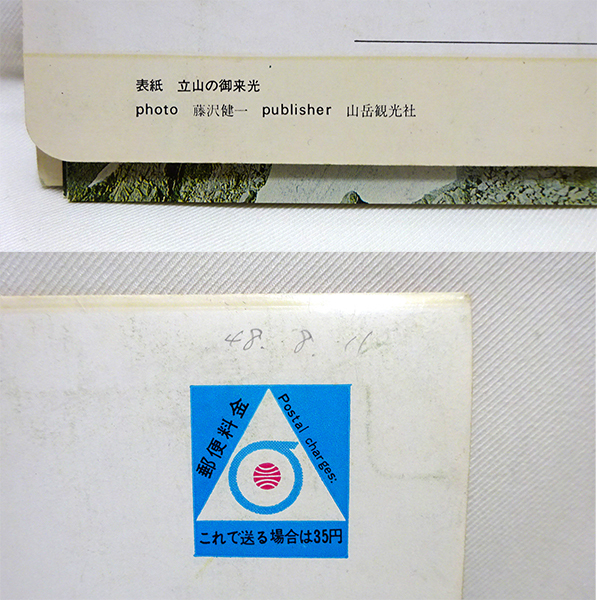 表紙 立山の御来光
photo 藤沢健一 publisher 山岳観光社
48. 8. 16
郵便料金
Postal charges:
これで送る場合は35円